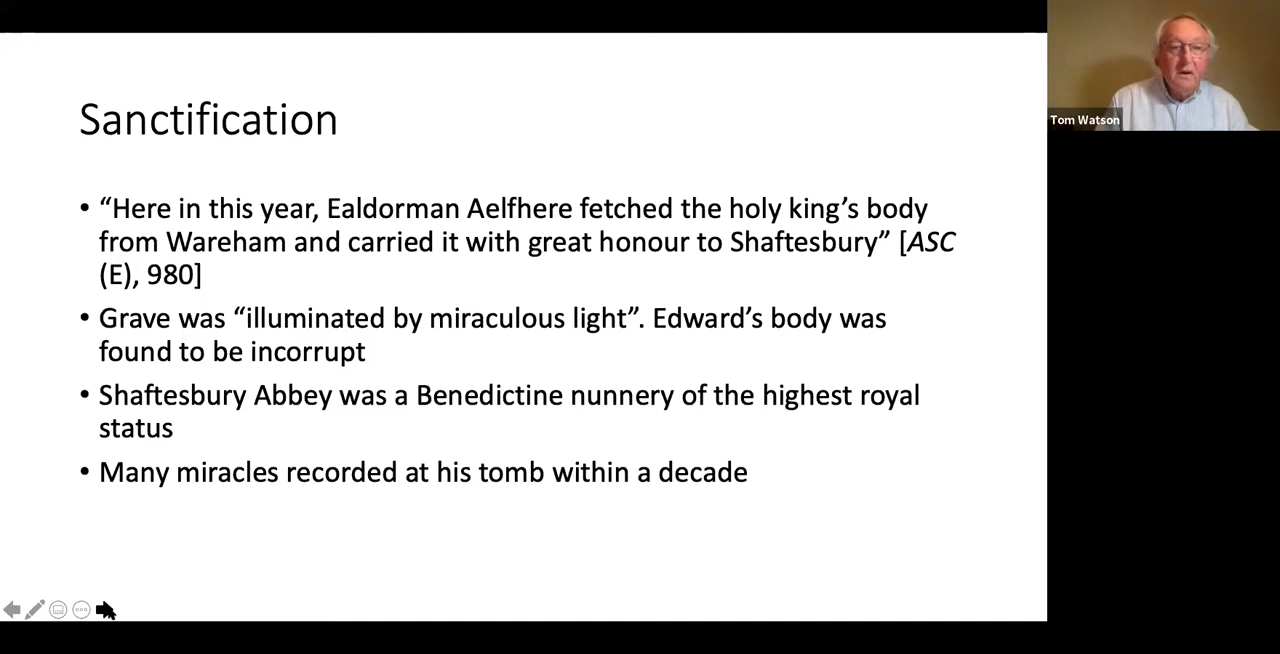 Sanctification
• “Here in this year, Ealdorman Aelfhere fetched the holy king’s body
from Wareham and carried it with great honour to Shaftesbury” [ASC
(E), 980]
• Grave was “illuminated by miraculous light”. Edward’s body was
found to be incorrupt
• Shaftesbury Abbey was a Benedictine nunnery of the highest royal
status
• Many miracles recorded at his tomb within a decade
Tom Watson